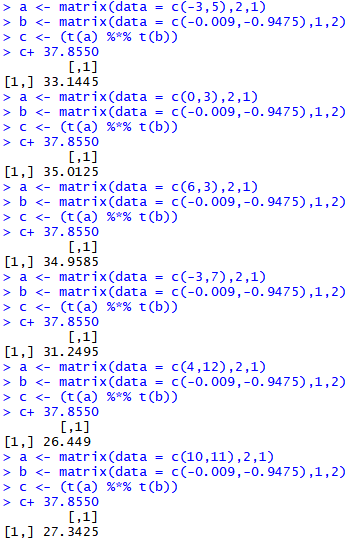 > a <- matrix(data = c(-3,5),2,1)
> b <- matrix(data = c(-0.009,-0.9475),1,2)
> c <- (t(a) %*% t(b))
> c+ 37.8550
        [,1]
[1,] 33.1445
> a <- matrix(data = c(0,3),2,1)
> b <- matrix(data = c(-0.009,-0.9475),1,2)
> c <- (t(a) %*% t(b))
> c+ 37.8550
        [,1]
[1,] 35.0125
> a <- matrix(data = c(6,3),2,1)
> b <- matrix(data = c(-0.009,-0.9475),1,2)
> c <- (t(a) %*% t(b))
> c+ 37.8550
        [,1]
[1,] 34.9585
> a <- matrix(data = c(-3,7),2,1)
> b <- matrix(data = c(-0.009,-0.9475),1,2)
> c <- (t(a) %*% t(b))
> c+ 37.8550
        [,1]
[1,] 31.2495
> a <- matrix(data = c(4,12),2,1)
> b <- matrix(data = c(-0.009,-0.9475),1,2)
> c <- (t(a) %*% t(b))
> c+ 37.8550
       [,1]
[1,] 26.449
> a <- matrix(data = c(10,11),2,1)
> b <- matrix(data = c(-0.009,-0.9475),1,2)
> c <- (t(a) %*% t(b))
> c+ 37.8550
        [,1]
[1,] 27.3425